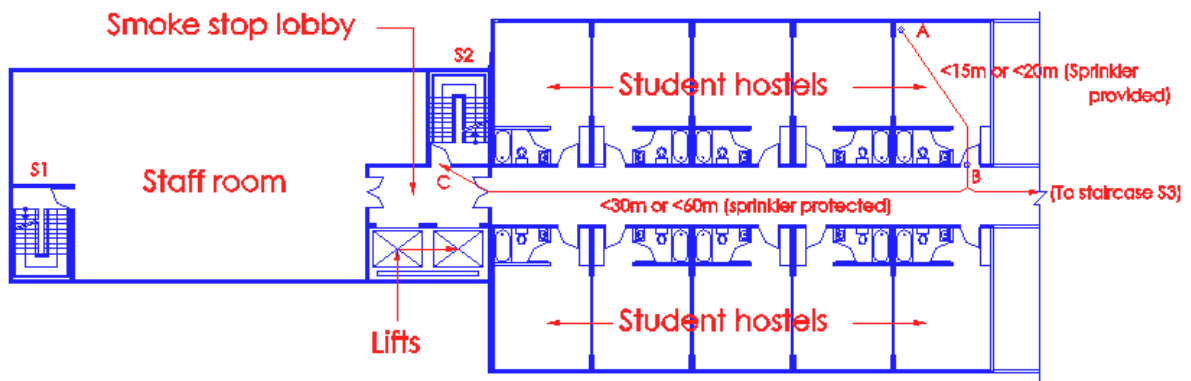 Smoke stop lobby
S2
A
<15m or <20m (Sprinkler
provided)
Student hostels
S1
Staff room
C
B
(To staircase S3)
<30m or <60m (sprinkler protected)
Lifts
Student hostels